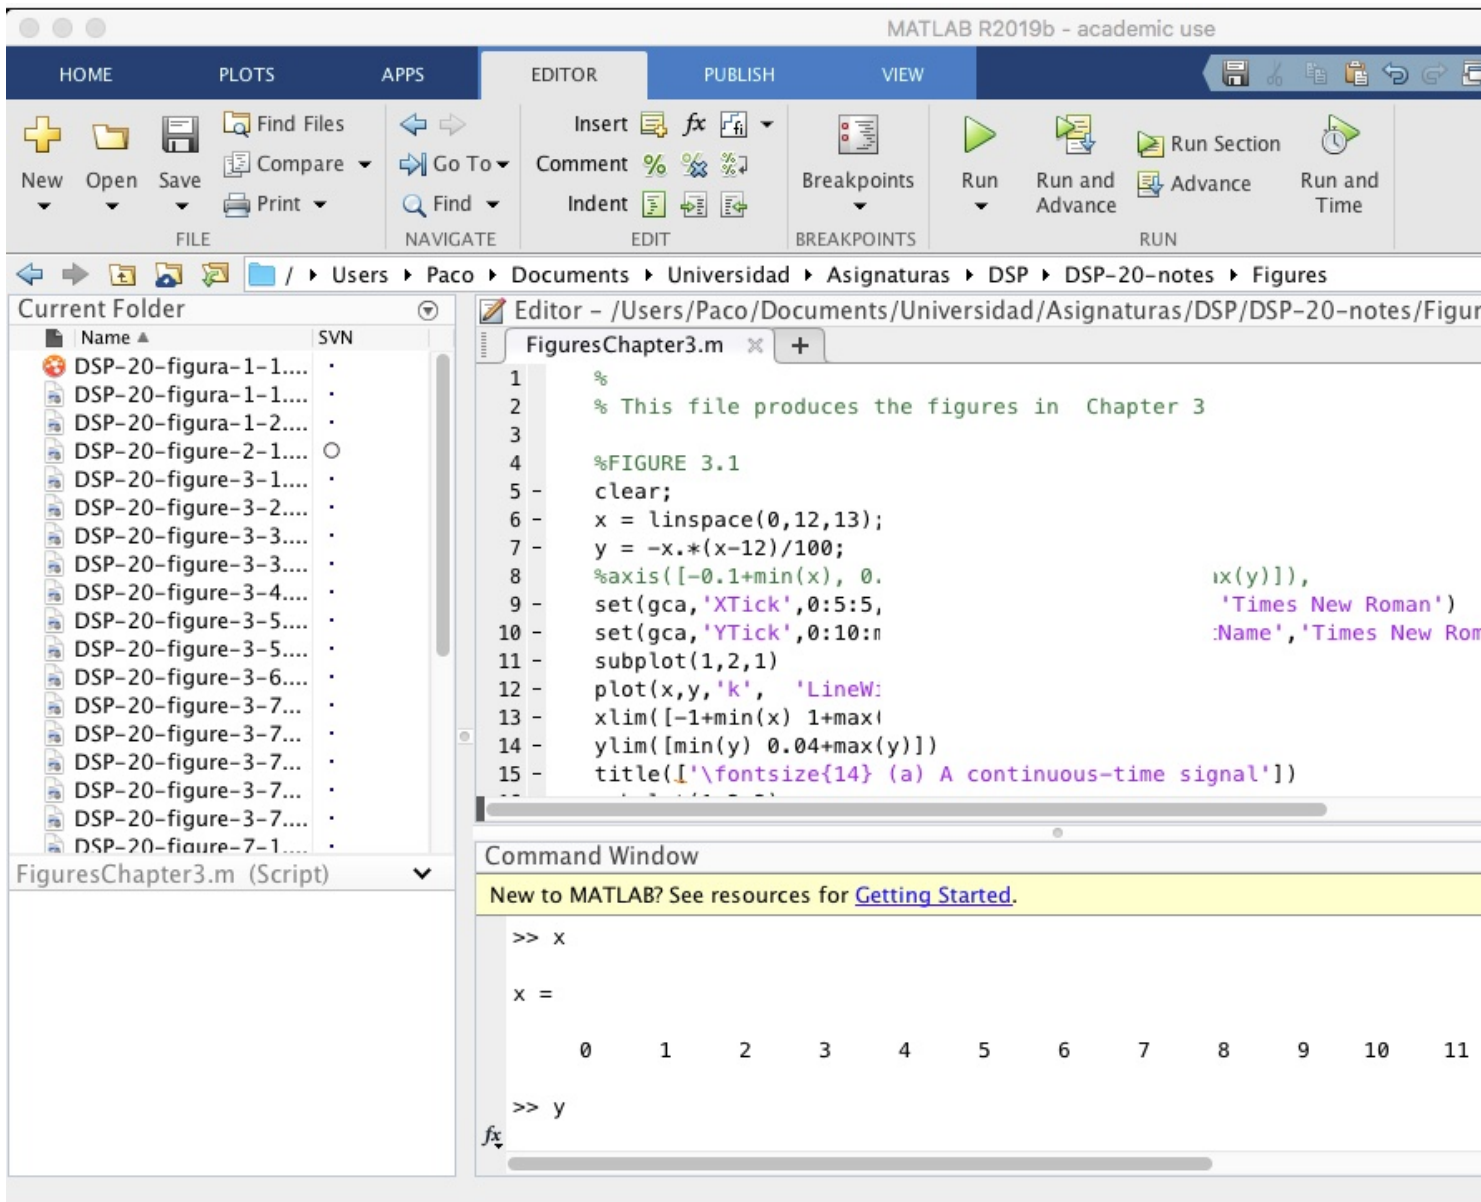 MATLAB R2019b - academic use
HOME PLOTS APPS EDITOR PUBLISH VIEW
New Open Save Find Files Compare Print FILE
Go To Find NAVIGATE
Insert fx fi Comment Indent EDIT
Breakpoints BREAKPOINTS
Run Run and Advance Run Section Advance Run and Time RUN
/ Users Paco Documents Universidad Asignaturas DSP DSP-20-notes Figures
Current Folder
Name SVN
DSP-20-figura-1-1....
DSP-20-figura-1-1....
DSP-20-figura-1-2....
DSP-20-figure-2-1....
DSP-20-figure-3-1....
DSP-20-figure-3-2....
DSP-20-figure-3-3....
DSP-20-figure-3-3....
DSP-20-figure-3-4....
DSP-20-figure-3-5....
DSP-20-figure-3-5....
DSP-20-figure-3-6....
DSP-20-figure-3-7...
DSP-20-figure-3-7...
DSP-20-figure-3-7...
DSP-20-figure-3-7...
DSP-20-figure-3-7....
DSP-20-figure-7-1....
FiguresChapter3.m (Script)
Editor - /Users/Paco/Documents/Universidad/Asignaturas/DSP/DSP-20-notes/Figur
FiguresChapter3.m × +
1 %
2 % This file produces the figures in Chapter 3
3
4 %FIGURE 3.1
5 - clear;
6 - x = linspace(0,12,13);
7 - y = -x.*(x-12)/100;
8 %axis([-0.1+min(x), 0. x(y)]),
9 - set(gca,'XTick',0:5:5, 'Times New Roman')
10 - set(gca,'YTick',0:10: Name','Times New Rom
11 - subplot(1,2,1)
12 - plot(x,y,'k', 'LineW
13 - xlim([-1+min(x) 1+max(
14 - ylim([min(y) 0.04+max(y)])
15 - title(['\fontsize{14} (a) A continuous-time signal'])
Command Window
New to MATLAB? See resources for Getting Started.
>> x
x =
0 1 2 3 4 5 6 7 8 9 10 11
>> y
fx